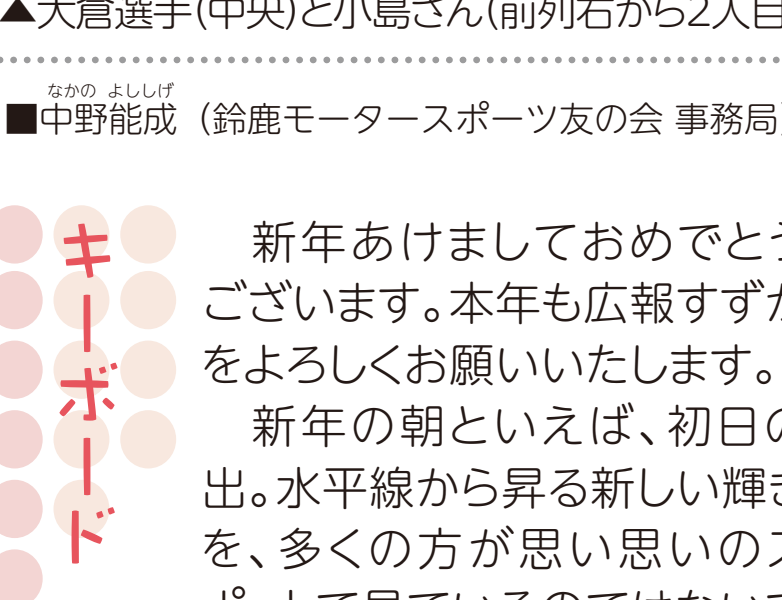 ▲大倉選手(中央)と小島さん(前列右から2人目
なかの よししげ
■中野能成（鈴鹿モータースポーツ友の会 事務局）
キーボード
新年あけましておめでとう
ございます。本年も広報すずか
をよろしくお願いいたします。
新年の朝といえば、初日の
出。水平線から昇る新しい輝き
を、多くの方が思い思いのス